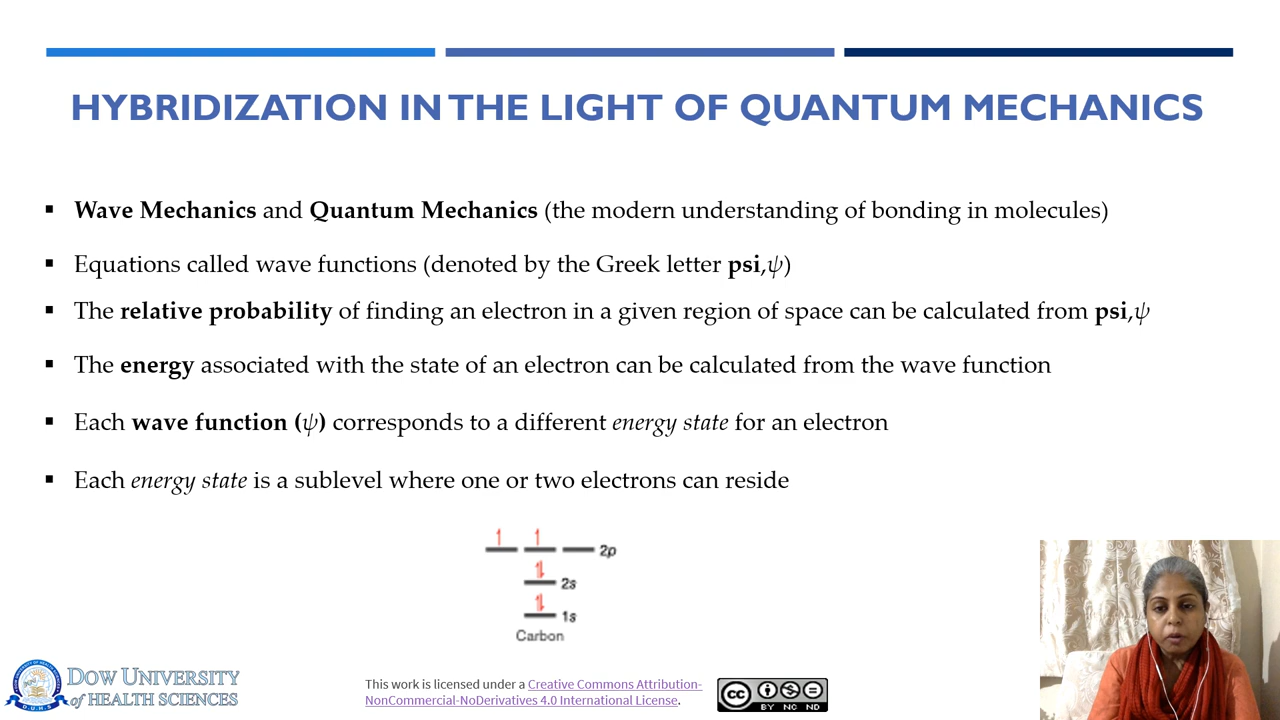 HYBRIDIZATION IN THE LIGHT OF QUANTUM MECHANICS
▪ Wave Mechanics and Quantum Mechanics (the modern understanding of bonding in molecules)
▪ Equations called wave functions (denoted by the Greek letter psi,ψ)
▪ The relative probability of finding an electron in a given region of space can be calculated from psi,ψ
▪ The energy associated with the state of an electron can be calculated from the wave function
▪ Each wave function (ψ) corresponds to a different energy state for an electron
▪ Each energy state is a sublevel where one or two electrons can reside
2p
2s
1s
Carbon
DOW UNIVERSITY
of HEALTH SCIENCES
This work is licensed under a Creative Commons Attribution-
NonCommercial-NoDerivatives 4.0 International License.
cc
BY NC ND